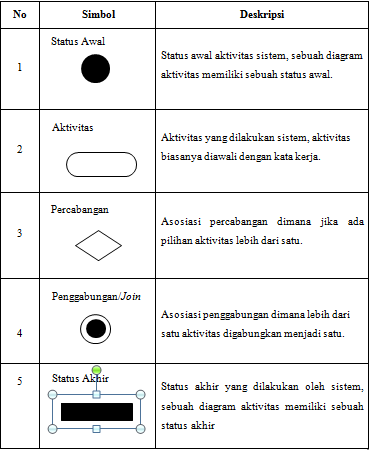 No Simbol Deskripsi
1 Status Awal
Status awal aktivitas sistem, sebuah diagram
aktivitas memiliki sebuah status awal.
2 Aktivitas
Aktivitas yang dilakukan sistem, aktivitas
biasanya diawali dengan kata kerja.
3 Percabangan
Asosiasi percabangan dimana jika ada
pilihan aktivitas lebih dari satu.
4 Penggabungan/Join
Asosiasi penggabungan dimana lebih dari
satu aktivitas digabungkan menjadi satu.
5 Status Akhir
Status akhir yang dilakukan oleh sistem,
sebuah diagram aktivitas memiliki sebuah
status akhir